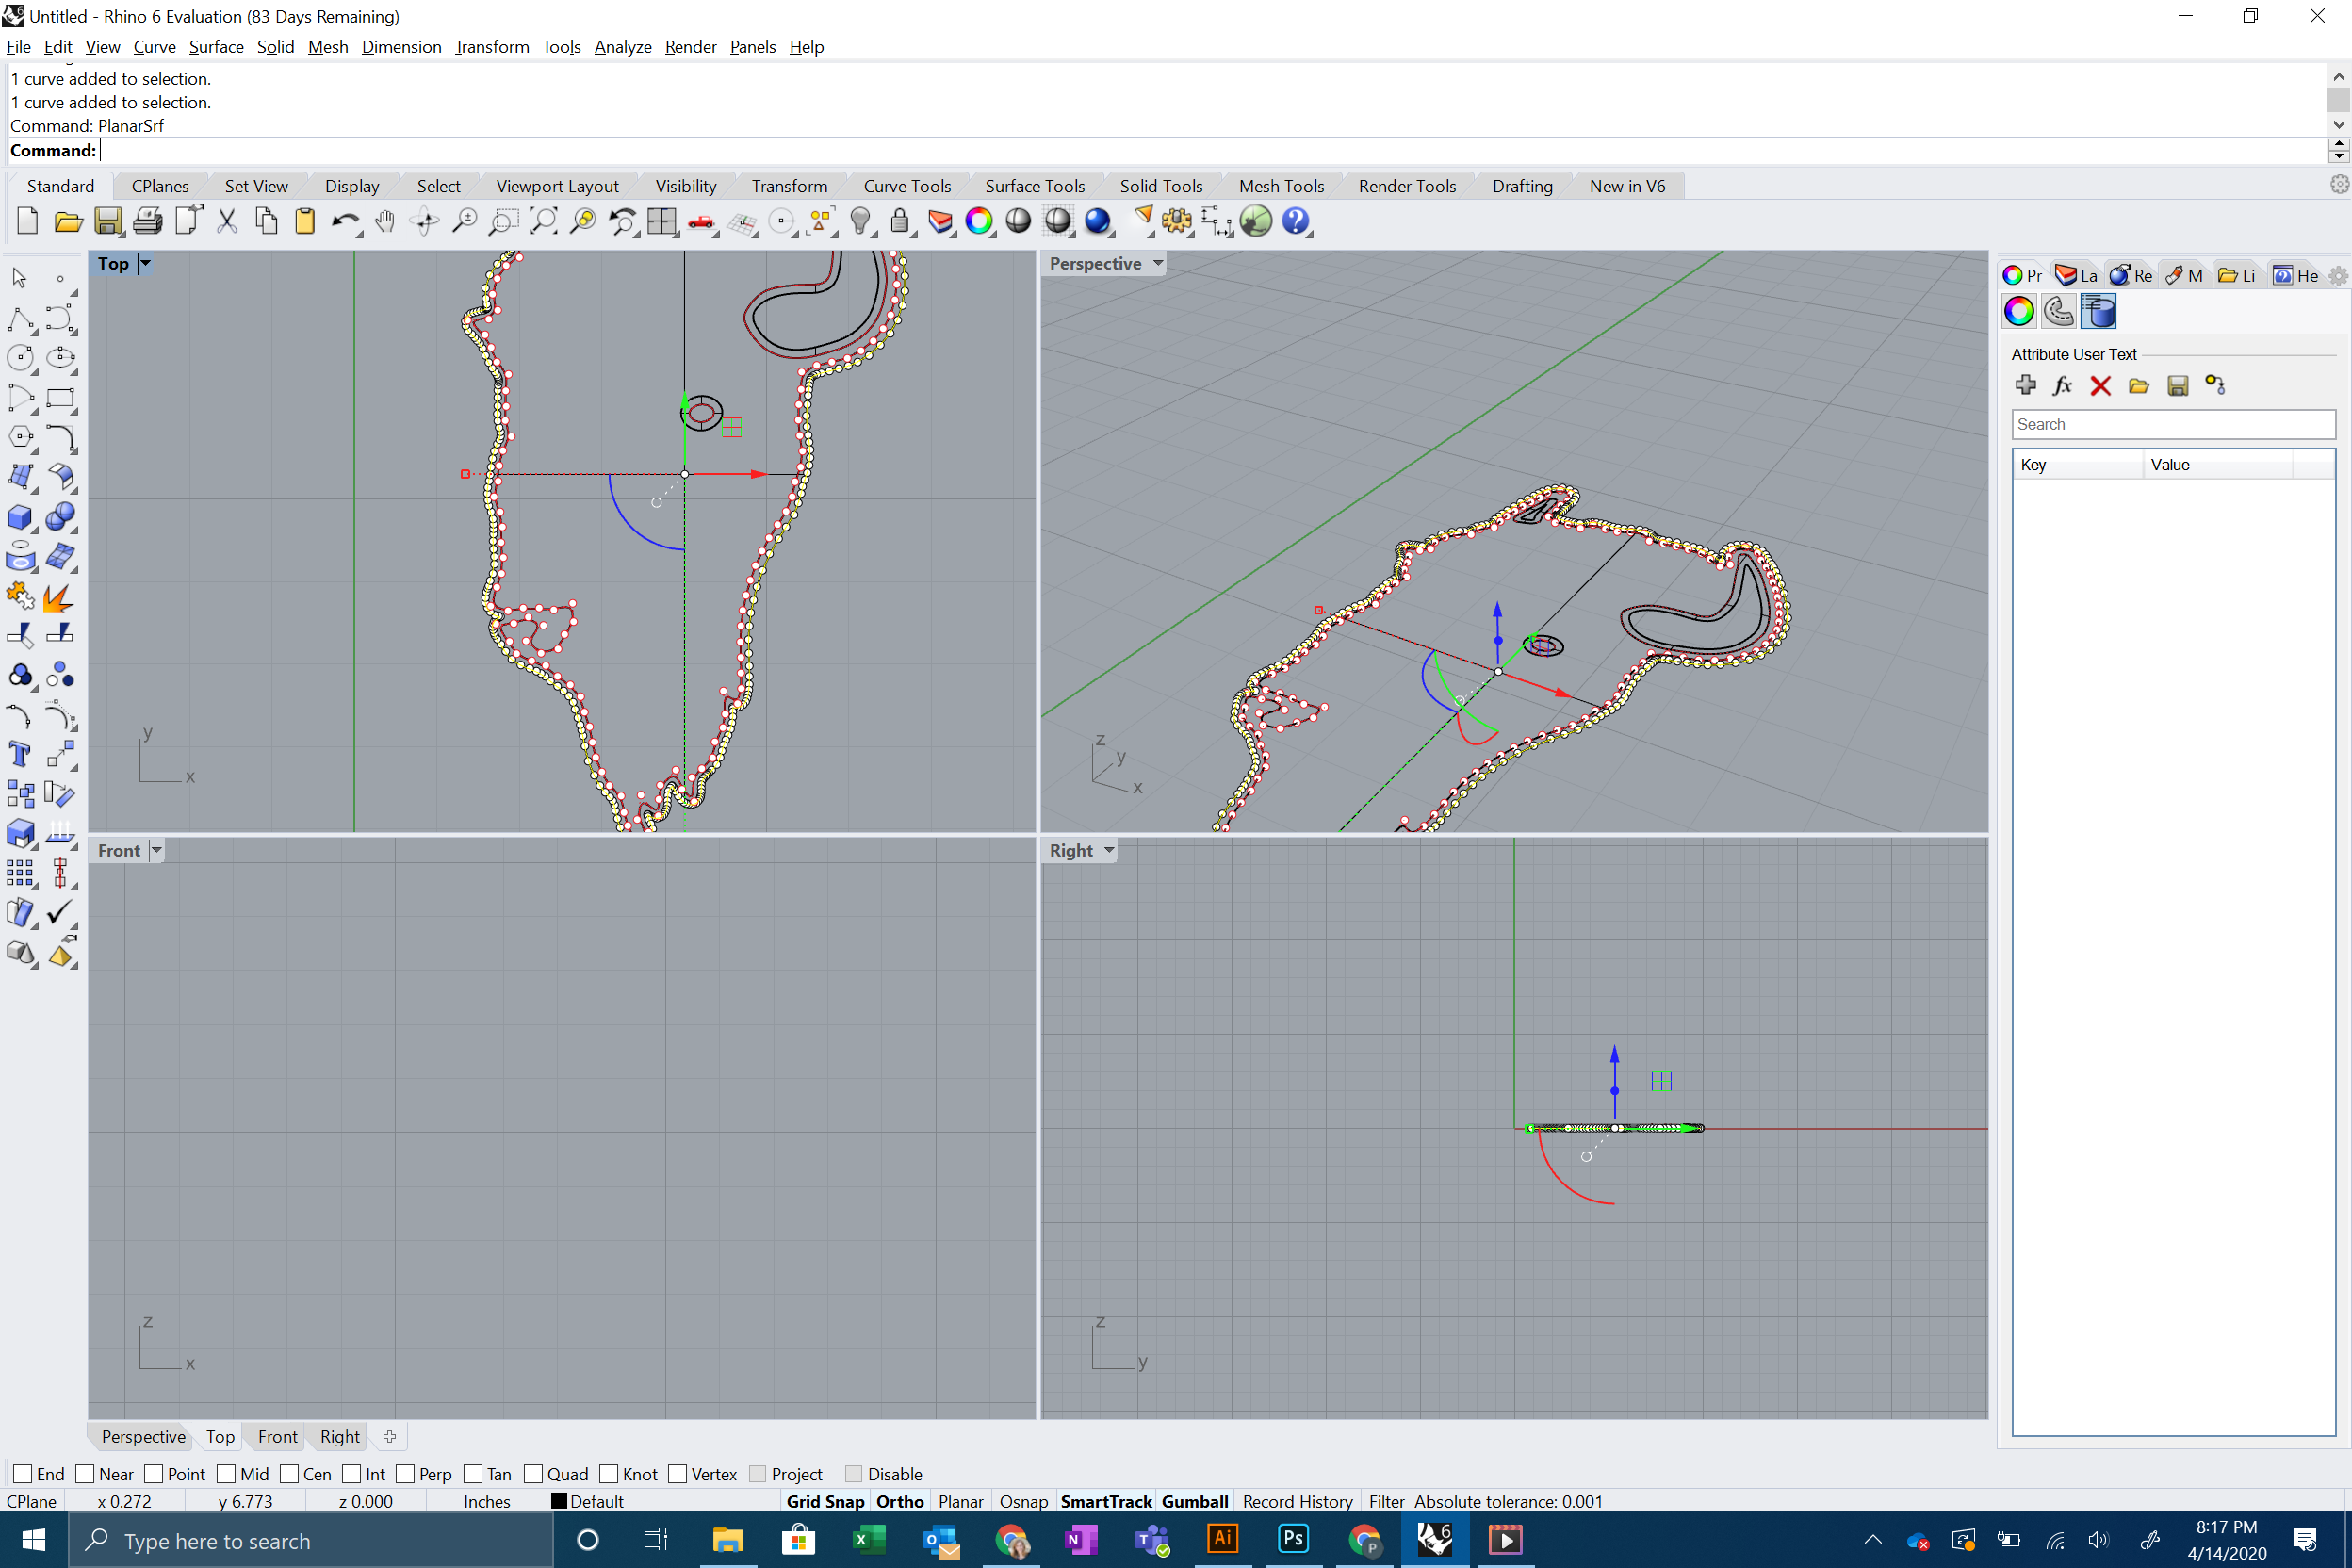 Untitled - Rhino 6 Evaluation (83 Days Remaining)
File Edit View Curve Surface Solid Mesh Dimension Transform Tools Analyze Render Panels Help
1 curve added to selection.
1 curve added to selection.
Command: PlanarSrf
Command:
Standard CPlanes Set View Display Select Viewport Layout Visibility Transform Curve Tools Surface Tools Solid Tools Mesh Tools Render Tools Drafting New in V6
Top
Perspective
Pr La Re M Li He
Attribute User Text
Search
Key Value
y
x
z
y
x
Front
Right
z
x
z
y
Perspective Top Front Right
End Near Point Mid Cen Int Perp Tan Quad Knot Vertex Project Disable
CPlane x 0.272 y 6.773 z 0.000 Inches Default Grid Snap Ortho Planar Osnap SmartTrack Gumball Record History Filter Absolute tolerance: 0.001
Type here to search
Ai
Ps
P
6
8:17 PM
4/14/2020